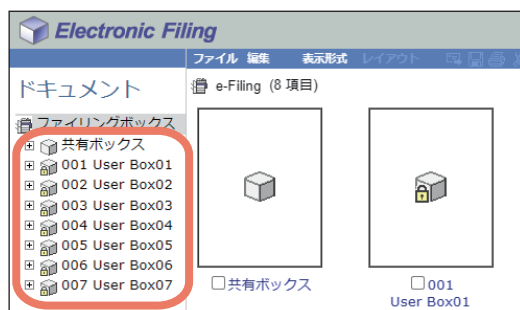 Electronic Filing
ファイル 編集 表示形式 レイアウト
ドキュメント
e-Filing (8 項目)
ファイリングボックス
共有ボックス
001 User Box01
002 User Box02
003 User Box03
004 User Box04
005 User Box05
006 User Box06
007 User Box07
共有ボックス
001
User Box01